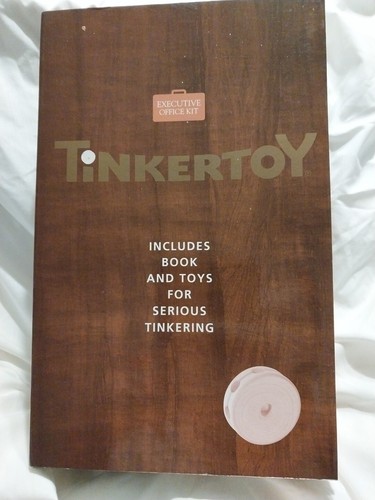 EXECUTIVE
OFFICE KIT
TiNKERTOY
INCLUDES
BOOK
AND TOYS
FOR
SERIOUS
TINKERING